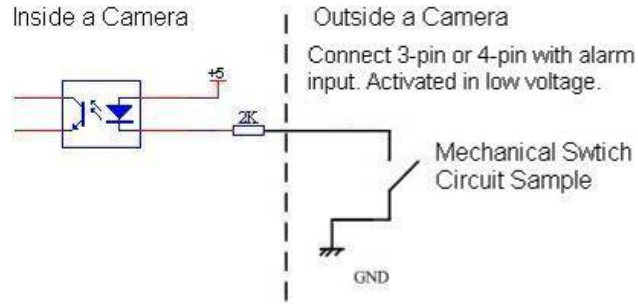 Inside a Camera
Outside a Camera
Connect 3-pin or 4-pin with alarm
input. Activated in low voltage.
+5
2K
Mechanical Swtich
Circuit Sample
GND